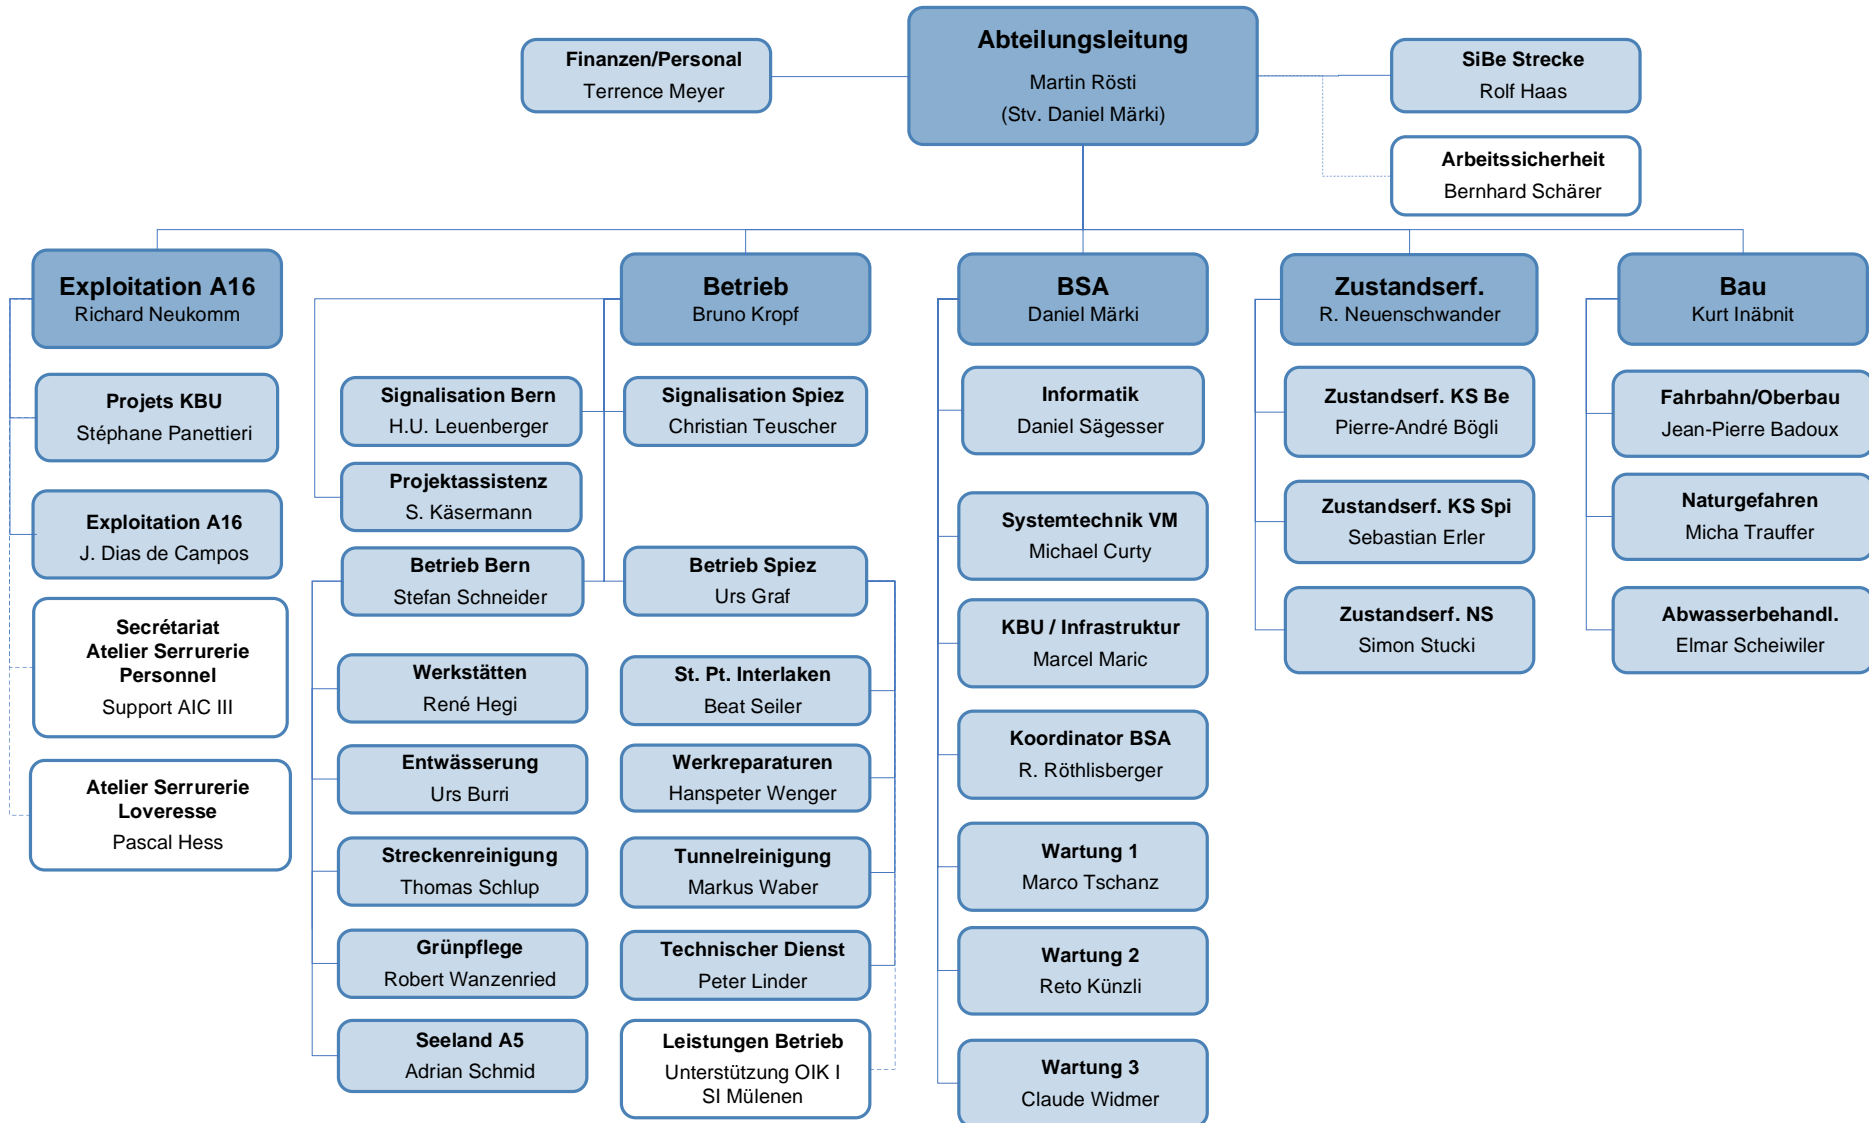 Abteilungsleitung
Martin Rösti
(Stv. Daniel Märki)
Finanzen/Personal
Terrence Meyer
SiBe Strecke
Rolf Haas
Arbeitssicherheit
Bernhard Schärer
Exploitation A16
Richard Neukomm
Projets KBU
Stéphane Panettieri
Exploitation A16
J. Dias de Campos
Secrétariat
Atelier Serrurerie
Personnel
Support AIC III
Atelier Serrurerie
Loveresse
Pascal Hess
Betrieb
Bruno Kropf
Signalisation Bern
H.U. Leuenberger
Signalisation Spiez
Christian Teuscher
Projektassistenz
S. Käsermann
Betrieb Bern
Stefan Schneider
Werkstätten
René Hegi
Entwässerung
Urs Burri
Streckenreinigung
Thomas Schlup
Grünpflege
Robert Wanzenried
Seeland A5
Adrian Schmid
Betrieb Spiez
Urs Graf
St. Pt. Interlaken
Beat Seiler
Werkreparaturen
Hanspeter Wenger
Tunnelreinigung
Markus Waber
Technischer Dienst
Peter Linder
Leistungen Betrieb
Unterstützung OIK I
SI Mülenen
BSA
Daniel Märki
Informatik
Daniel Sägesser
Systemtechnik VM
Michael Curty
KBU / Infrastruktur
Marcel Maric
Koordinator BSA
R. Röthlisberger
Wartung 1
Marco Tschanz
Wartung 2
Reto Künzli
Wartung 3
Claude Widmer
Zustandserf.
R. Neuenschwander
Zustandserf. KS Be
Pierre-André Bögli
Zustandserf. KS Spi
Sebastian Erler
Zustandserf. NS
Simon Stucki
Bau
Kurt Inäbnit
Fahrbahn/Oberbau
Jean-Pierre Badoux
Naturgefahren
Micha Trauffer
Abwasserbehandl.
Elmar Scheiwiler